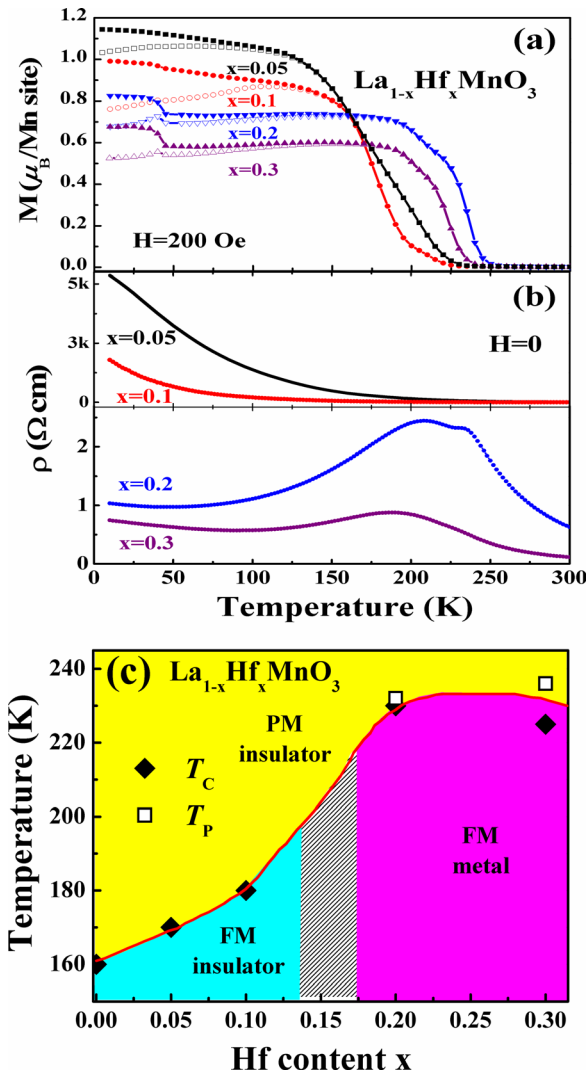 (a)
1.2
1.0
0.8
0.6
0.4
0.2
0.0
M(μB/Mn site)
x=0.05
x=0.1
x=0.2
x=0.3
La1-xHfxMnO3
H=200 Oe
(b)
5k
3k
0
2
1
0
ρ (Ω cm)
x=0.05
x=0.1
H=0
x=0.2
x=0.3
0 50 100 150 200 250 300
Temperature (K)
(c) La1-xHfxMnO3
240
220
200
180
160
Temperature (K)
PM
insulator
TC
TP
FM
metal
FM
insulator
0.00 0.05 0.10 0.15 0.20 0.25 0.30
Hf content x